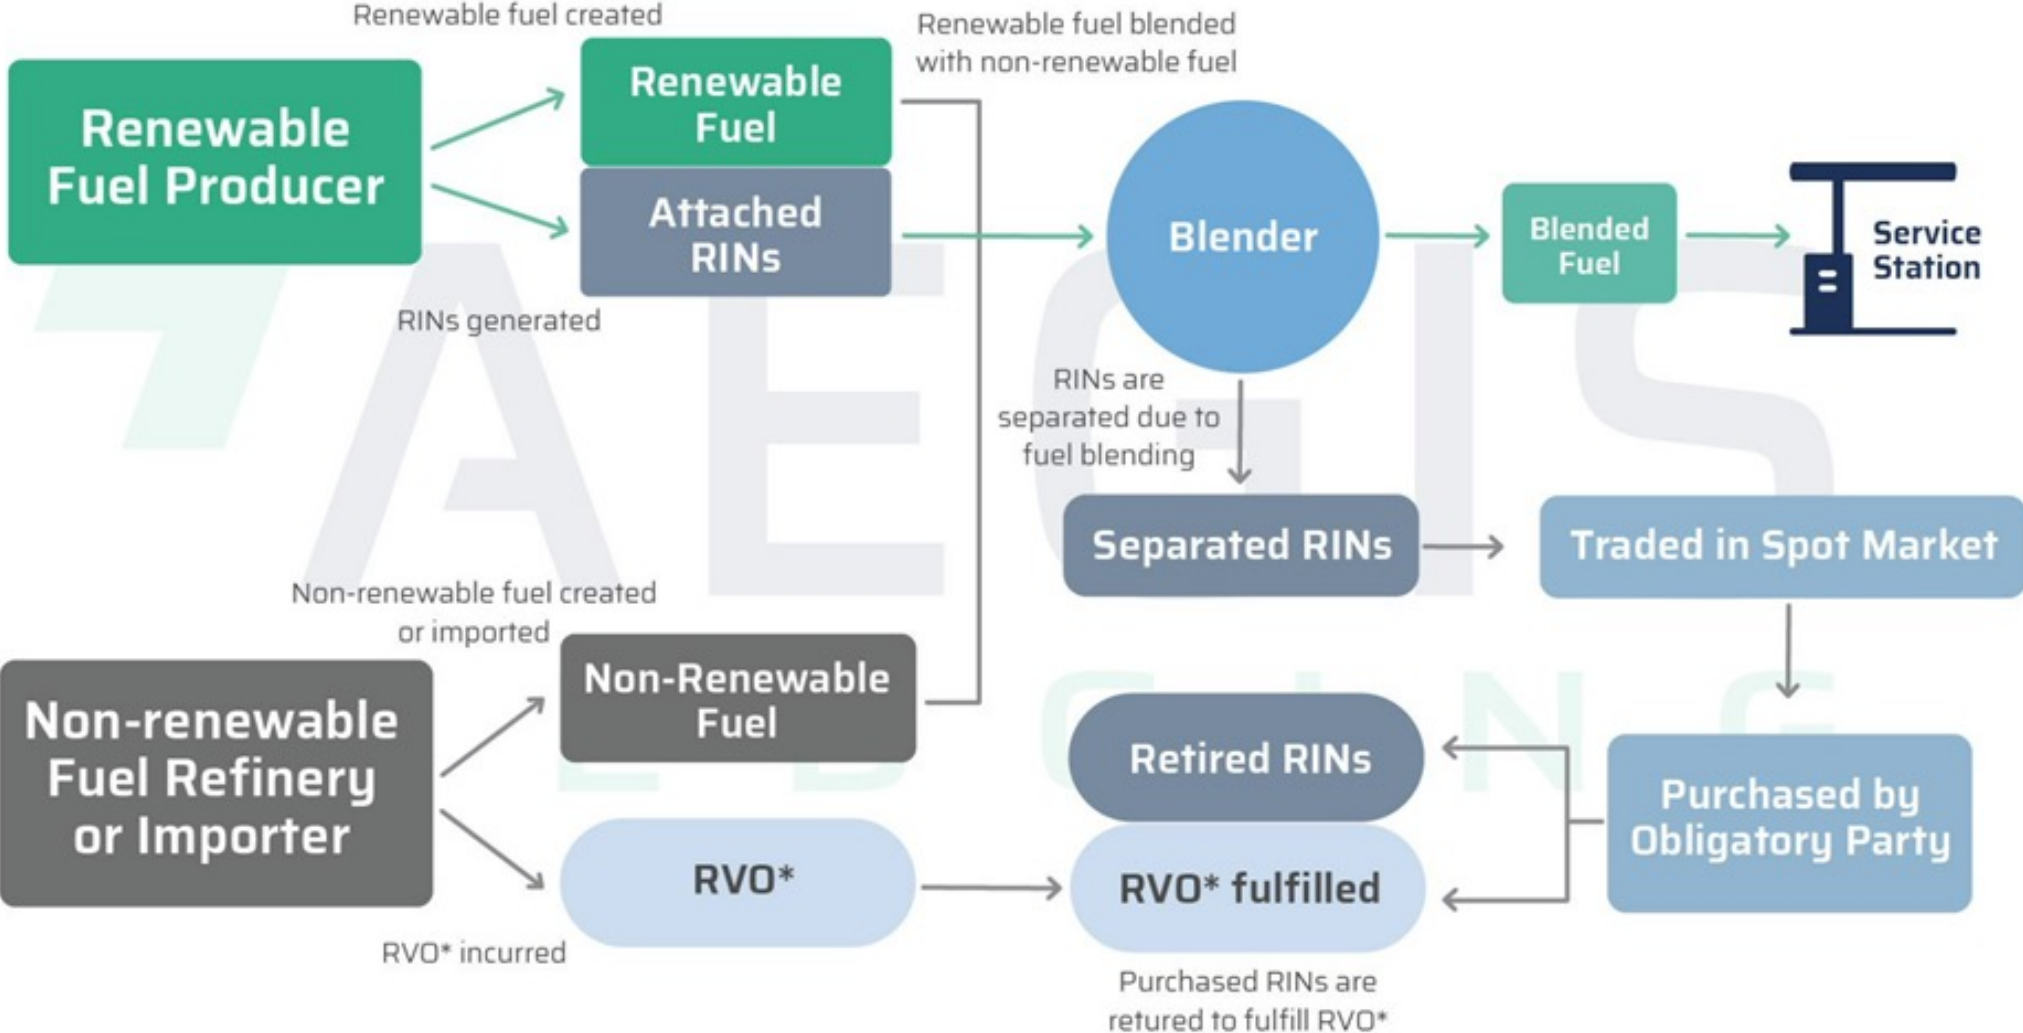 Renewable fuel created
Renewable fuel blended
with non-renewable fuel
Renewable
Fuel Producer
Renewable
Fuel
Attached
RINs
RINs generated
Blender
Blended
Fuel
Service
Station
RINs are
separated due to
fuel blending
Separated RINs
Traded in Spot Market
Non-renewable fuel created
or imported
Non-renewable
Fuel Refinery
or Importer
Non-Renewable
Fuel
RVO*
RVO* incurred
Retired RINs
RVO* fulfilled
Purchased by
Obligatory Party
Purchased RINs are
retured to fulfill RVO*
AEGIS
HEDGING